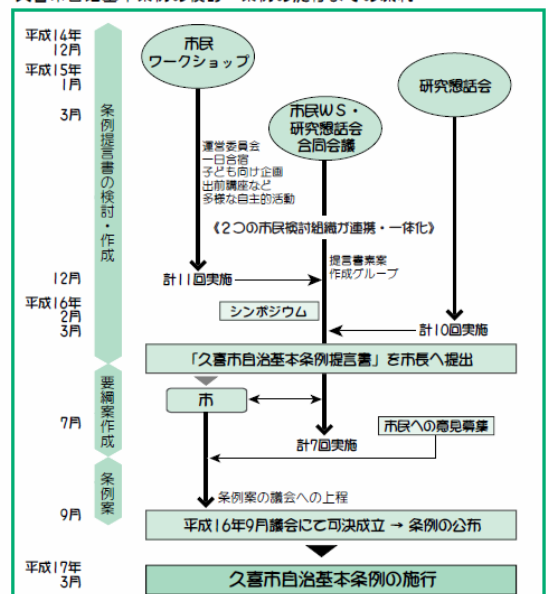 平成14年
12月
平成15年
1月
3月
12月
平成16年
2月
3月
7月
9月
平成17年
3月
条例提言書の検討・作成
要綱案作成
条例案
市民
ワークショップ
研究懇話会
市民WS・
研究懇話会
合同会議
運営委員会
一日合宿
子ども向け企画
出前講座など
多様な自主的活動
《2つの市民検討組織が連携・一体化》
提言書素案
作成グループ
計11回実施
シンポジウム
計10回実施
「久喜市自治基本条例提言書」を市長へ提出
市
市民への意見募集
計7回実施
条例案の議会への上程
平成16年9月議会にて可決成立 → 条例の公布
久喜市自治基本条例の施行